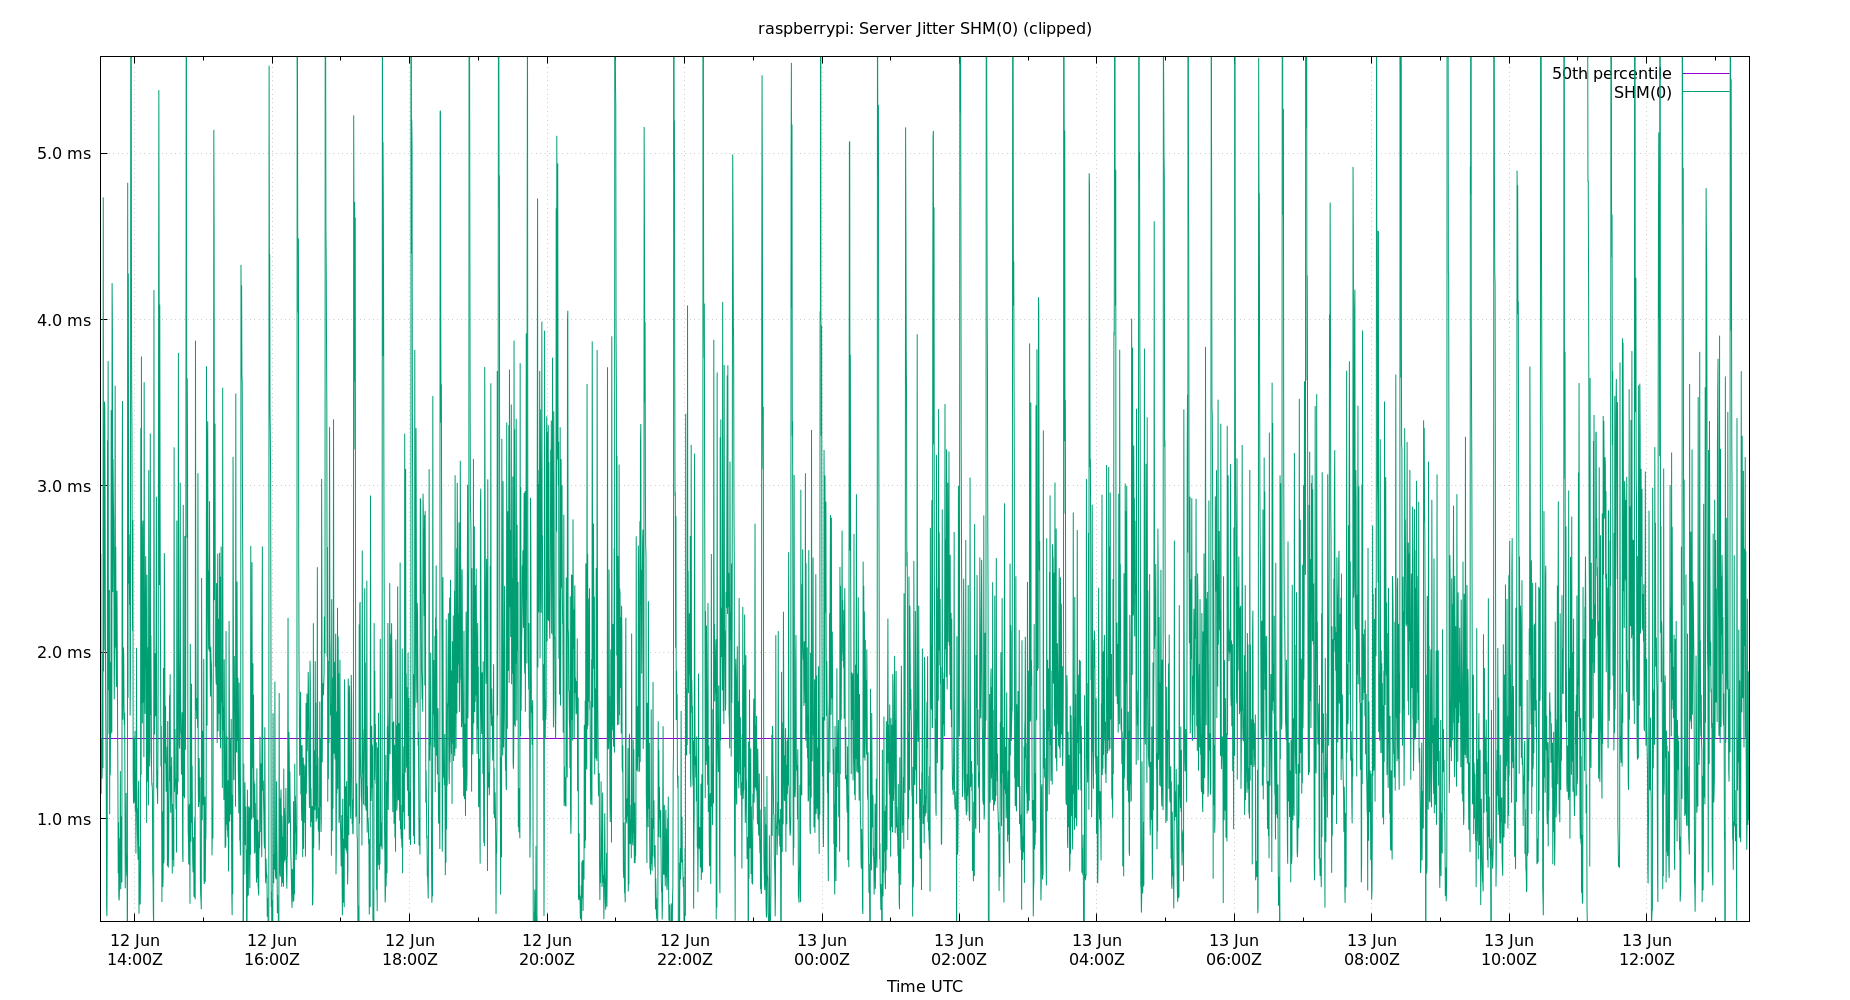 raspberrypi: Server Jitter SHM(0) (clipped)
50th percentile
SHM(0)
5.0 ms
4.0 ms
3.0 ms
2.0 ms
1.0 ms
12 Jun 12 Jun 12 Jun 12 Jun 12 Jun 13 Jun 13 Jun 13 Jun 13 Jun 13 Jun 13 Jun 13 Jun
14:00Z 16:00Z 18:00Z 20:00Z 22:00Z 00:00Z 02:00Z 04:00Z 06:00Z 08:00Z 10:00Z 12:00Z
Time UTC